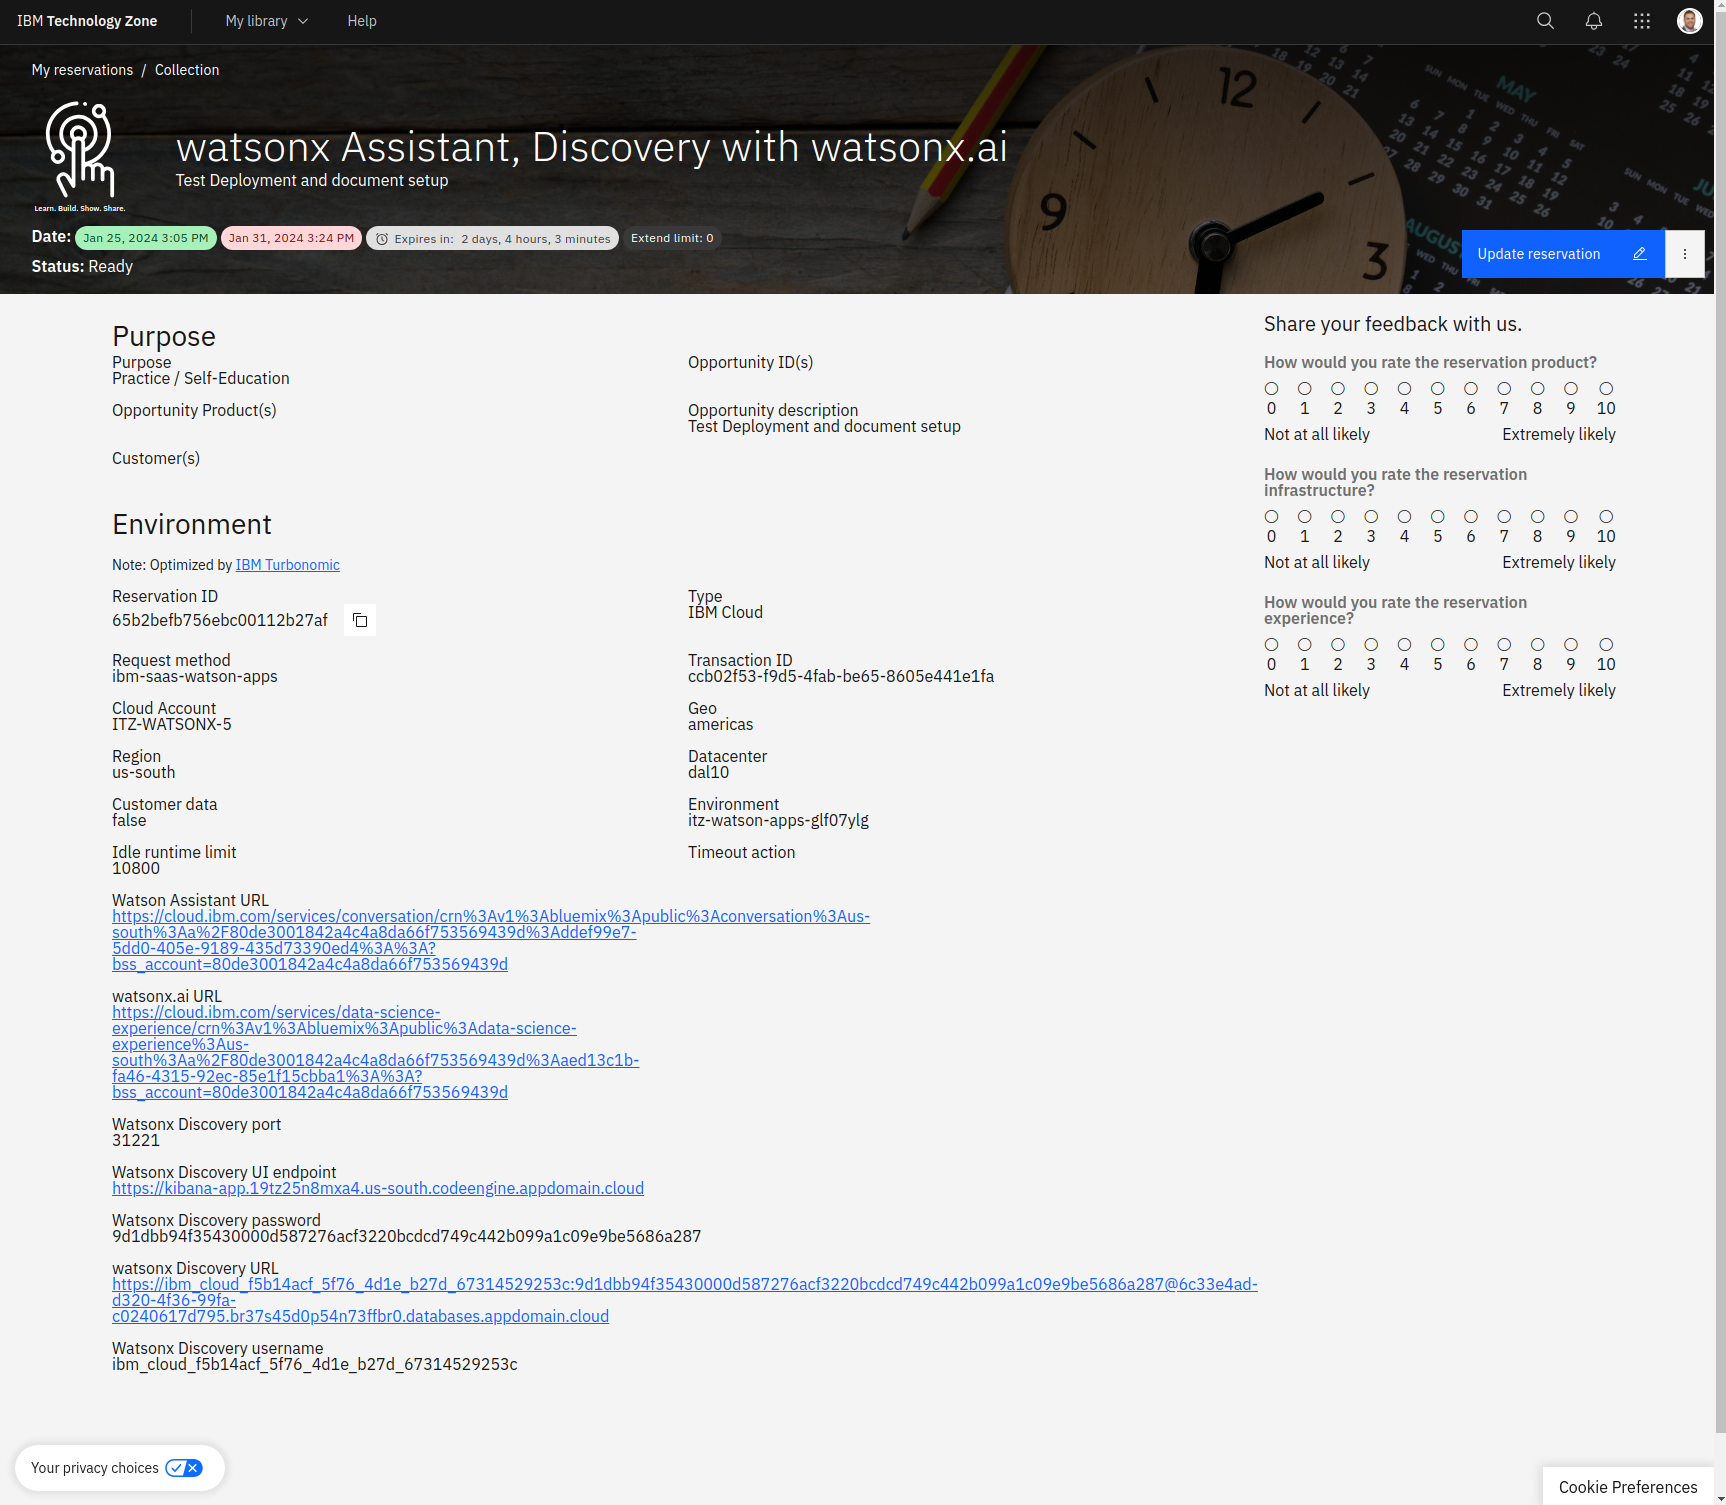 IBM Technology Zone
My library
Help
My reservations / Collection
watsonx Assistant, Discovery with watsonx.ai
Test Deployment and document setup
Learn. Build. Show. Share.
Date: Jan 25, 2024 3:05 PM Jan 31, 2024 3:24 PM Expires in: 2 days, 4 hours, 3 minutes Extend limit: 0
Status: Ready
Update reservation
12
9
3
MAY
AUGUST
Purpose
Purpose
Practice / Self-Education
Opportunity ID(s)
Opportunity Product(s)
Opportunity description
Test Deployment and document setup
Customer(s)
Environment
Note: Optimized by IBM Turbonomic
Reservation ID
65b2befb756ebc00112b27af
Type
IBM Cloud
Request method
ibm-saas-watson-apps
Transaction ID
ccb02f53-f9d5-4fab-be65-8605e441e1fa
Cloud Account
ITZ-WATSONX-5
Geo
americas
Region
us-south
Datacenter
dal10
Customer data
false
Environment
itz-watson-apps-glf07ylg
Idle runtime limit
10800
Timeout action
Watson Assistant URL
https://cloud.ibm.com/services/conversation/crn%3Av1%3Abluemix%3Apublic%3Aconversation%3Aus-
south%3Aa%2F80de3001842a4c4a8da66f753569439d%3Addef99e7-
5dd0-405e-9189-435d73390ed4%3A%3A?
bss_account=80de3001842a4c4a8da66f753569439d
watsonx.ai URL
https://cloud.ibm.com/services/data-science-
experience/crn%3Av1%3Abluemix%3Apublic%3Adata-science-
experience%3Aus-
south%3Aa%2F80de3001842a4c4a8da66f753569439d%3Aaed13c1b-
fa46-4315-92ec-85e1f15cbba1%3A%3A?
bss_account=80de3001842a4c4a8da66f753569439d
Watsonx Discovery port
31221
Watsonx Discovery UI endpoint
https://kibana-app.19tz25n8mxa4.us-south.codeengine.appdomain.cloud
Watsonx Discovery password
9d1dbb94f35430000d587276acf3220bcdcd749c442b099a1c09e9be5686a287
watsonx Discovery URL
https://ibm_cloud_f5b14acf_5f76_4d1e_b27d_67314529253c:9d1dbb94f35430000d587276acf3220bcdcd749c442b099a1c09e9be5686a287@6c33e4ad-
d320-4f36-99fa-
c0240617d795.br37s45d0p54n73ffbr0.databases.appdomain.cloud
Watsonx Discovery username
ibm_cloud_f5b14acf_5f76_4d1e_b27d_67314529253c
Share your feedback with us.
How would you rate the reservation product?
0 1 2 3 4 5 6 7 8 9 10
Not at all likely Extremely likely
How would you rate the reservation
infrastructure?
0 1 2 3 4 5 6 7 8 9 10
Not at all likely Extremely likely
How would you rate the reservation
experience?
0 1 2 3 4 5 6 7 8 9 10
Not at all likely Extremely likely
Your privacy choices
Cookie Preferences